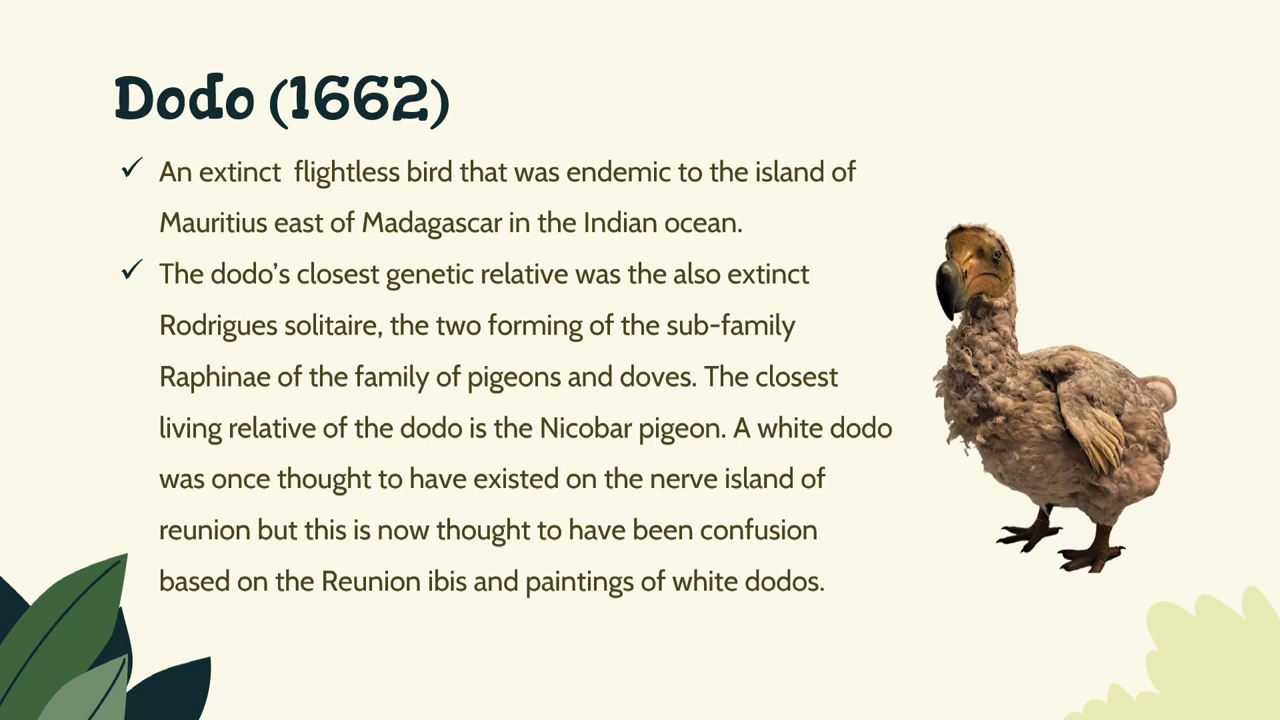 Dodo (1662)
✓ An extinct  flightless bird that was endemic to the island of
Mauritius east of Madagascar in the Indian ocean.
✓ The dodo’s closest genetic relative was the also extinct
Rodrigues solitaire, the two forming of the sub-family
Raphinae of the family of pigeons and doves. The closest
living relative of the dodo is the Nicobar pigeon. A white dodo
was once thought to have existed on the nerve island of
reunion but this is now thought to have been confusion
based on the Reunion ibis and paintings of white dodos.